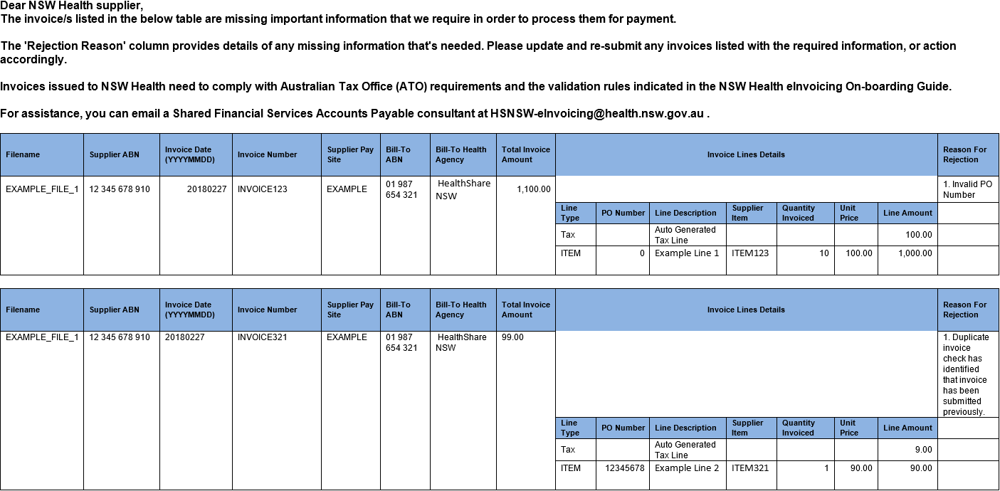 Dear NSW Health supplier,
The invoice/s listed in the below table are missing important information that we require in order to process them for payment.
The 'Rejection Reason' column provides details of any missing information that's needed. Please update and re-submit any invoices listed with the required information, or action
accordingly.
Invoices issued to NSW Health need to comply with Australian Tax Office (ATO) requirements and the validation rules indicated in the NSW Health eInvoicing On-boarding Guide.
For assistance, you can email a Shared Financial Services Accounts Payable consultant at HSNSW-eInvoicing@health.nsw.gov.au .
Filename Supplier ABN Invoice Date (YYYYMMDD) Invoice Number Supplier Pay Site Bill-To ABN Bill-To Health Agency Total Invoice Amount Invoice Lines Details Reason For Rejection
EXAMPLE_FILE_1 12 345 678 910 20180227 INVOICE123 EXAMPLE 01 987 654 321 HealthShare NSW 1,100.00 1. Invalid PO Number
Line Type PO Number Line Description Supplier Item Quantity Invoiced Unit Price Line Amount
Tax Auto Generated Tax Line 100.00
ITEM 0 Example Line 1 ITEM123 10 100.00 1,000.00
Filename Supplier ABN Invoice Date (YYYYMMDD) Invoice Number Supplier Pay Site Bill-To ABN Bill-To Health Agency Total Invoice Amount Invoice Lines Details Reason For Rejection
EXAMPLE_FILE_1 12 345 678 910 20180227 INVOICE321 EXAMPLE 01 987 654 321 HealthShare NSW 99.00 1. Duplicate invoice check has identified that invoice has been submitted previously.
Line Type PO Number Line Description Supplier Item Quantity Invoiced Unit Price Line Amount
Tax Auto Generated Tax Line 9.00
ITEM 12345678 Example Line 2 ITEM321 1 90.00 90.00